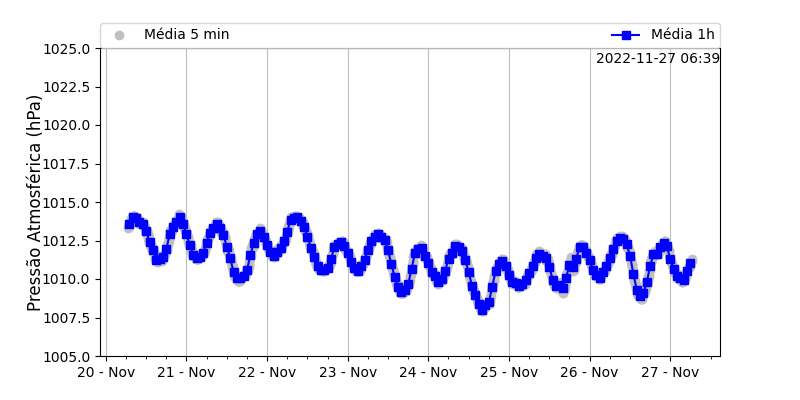 Média 5 min
Média 1h
2022-11-27 06:39
Pressão Atmosférica (hPa)
1025.0
1022.5
1020.0
1017.5
1015.0
1012.5
1010.0
1007.5
1005.0
20 - Nov
21 - Nov
22 - Nov
23 - Nov
24 - Nov
25 - Nov
26 - Nov
27 - Nov